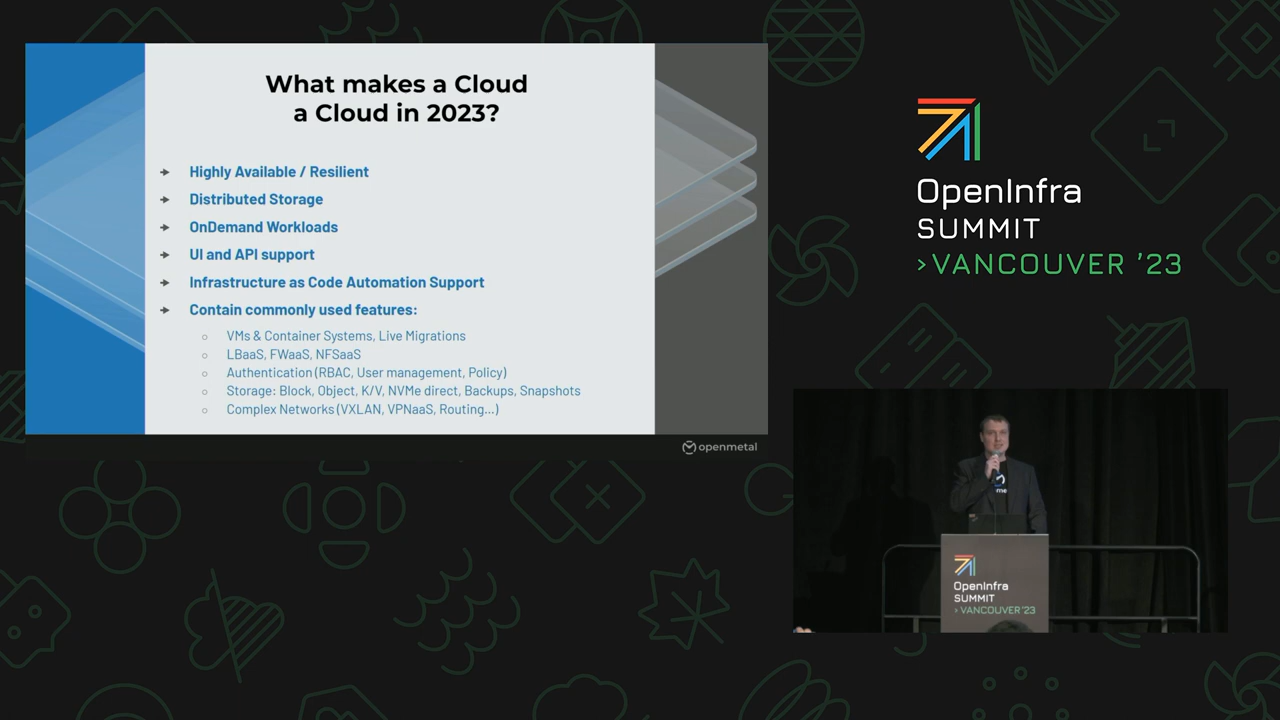 What makes a Cloud
a Cloud in 2023?
Highly Available / Resilient
Distributed Storage
OnDemand Workloads
UI and API support
Infrastructure as Code Automation Support
Contain commonly used features:
VMs & Container Systems, Live Migrations
LBaaS, FWaaS, NFSaaS
Authentication (RBAC, User management, Policy)
Storage: Block, Object, K/V, NVMe direct, Backups, Snapshots
Complex Networks (VXLAN, VPNaaS, Routing...)
openmetal
OpenInfra
SUMMIT
>VANCOUVER '23
OpenInfra
SUMMIT
> VANCOUVER '23